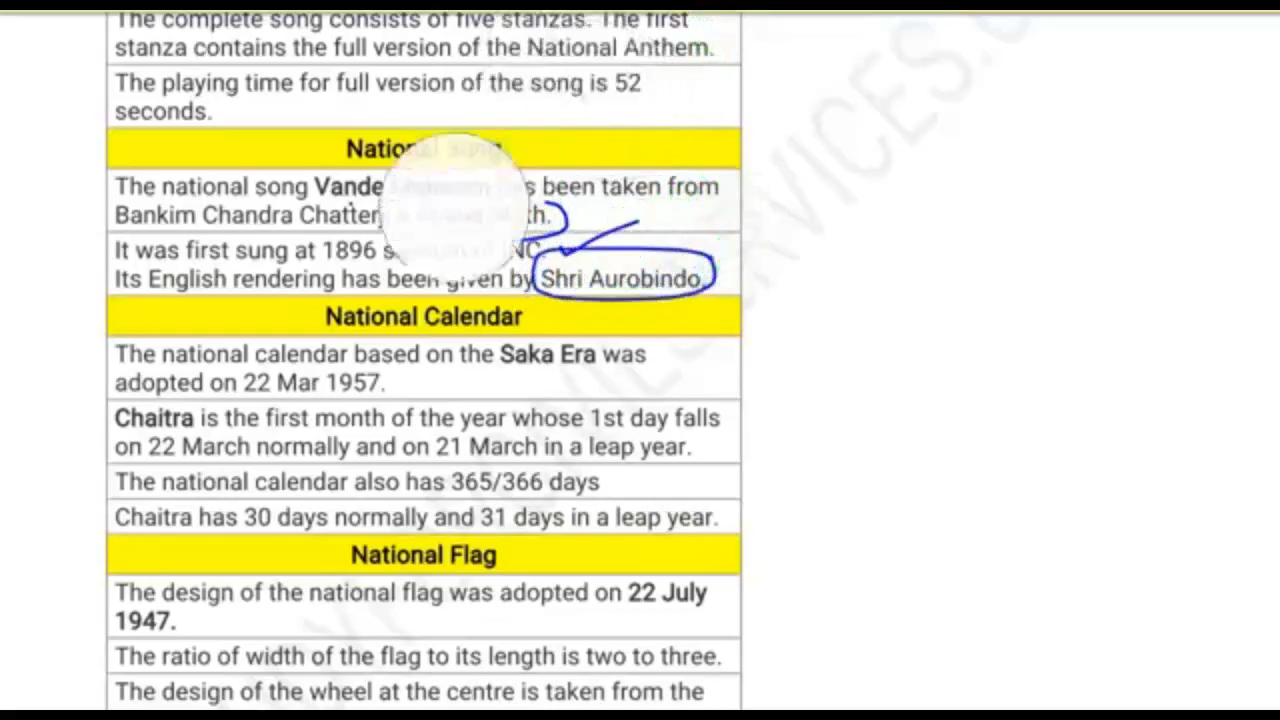 The complete song consists of five stanzas. The first
stanza contains the full version of the National Anthem.
The playing time for full version of the song is 52
seconds.
National
The national song Vande has been taken from
Bankim Chandra
It was first sung at 1896 INC.
Its English rendering has been given by Shri Aurobindo.
National Calendar
The national calendar based on the Saka Era was
adopted on 22 Mar 1957.
Chaitra is the first month of the year whose 1st day falls
on 22 March normally and on 21 March in a leap year.
The national calendar also has 365/366 days
Chaitra has 30 days normally and 31 days in a leap year.
National Flag
The design of the national flag was adopted on 22 July
1947.
The ratio of width of the flag to its length is two to three.
The design of the wheel at the centre is taken from the